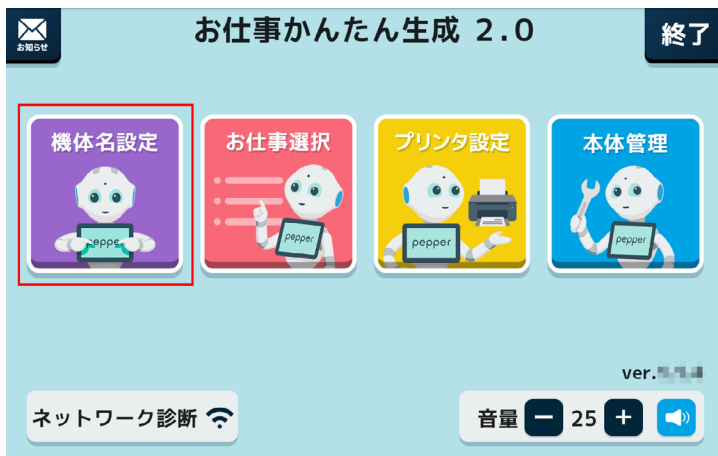 お知らせ
お仕事かんたん生成 2.0
終了
機体名設定
お仕事選択
プリンタ設定
本体管理
pepper
pepper
pepper
ver.
ネットワーク診断
音量
25